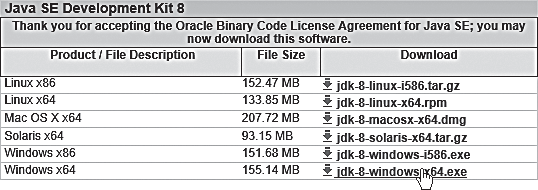 Java SE Development Kit 8
Thank you for accepting the Oracle Binary Code License Agreement for Java SE; you may
now download this software.
Product / File Description File Size Download
Linux x86 152.47 MB jdk-8-linux-i586.tar.gz
Linux x64 133.85 MB jdk-8-linux-x64.rpm
Mac OS X x64 207.72 MB jdk-8-macosx-x64.dmg
Solaris x64 93.15 MB jdk-8-solaris-x64.tar.gz
Windows x86 151.68 MB jdk-8-windows-i586.exe
Windows x64 155.14 MB jdk-8-windows-x64.exe